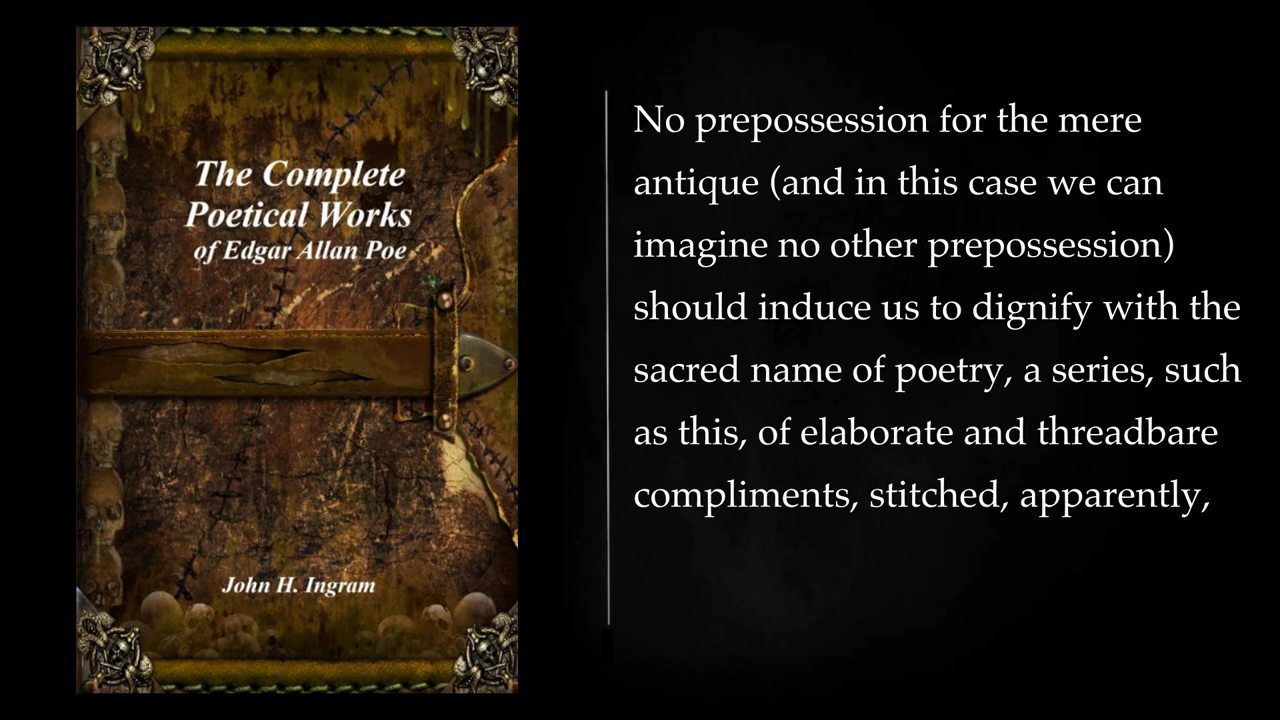 The Complete
Poetical Works
of Edgar Allan Poe
John H. Ingram
No prepossession for the mere
antique (and in this case we can
imagine no other prepossession)
should induce us to dignify with the
sacred name of poetry, a series, such
as this, of elaborate and threadbare
compliments, stitched, apparently,